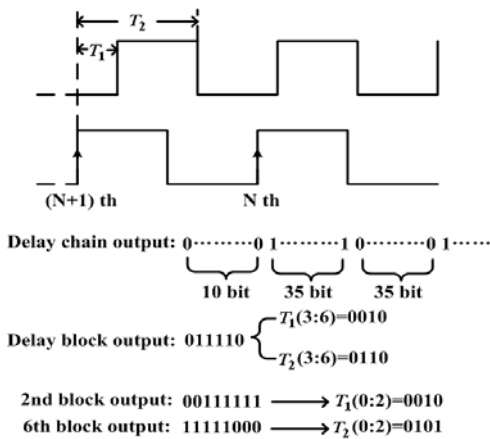 T2
T1
(N+1) th N th
Delay chain output: 0·········0 1·······1 0·······0 1······
10 bit 35 bit 35 bit
T1(3:6)=0010
Delay block output: 011110
T2(3:6)=0110
2nd block output: 00111111 → T1(0:2)=0010
6th block output: 11111000 → T2(0:2)=0101